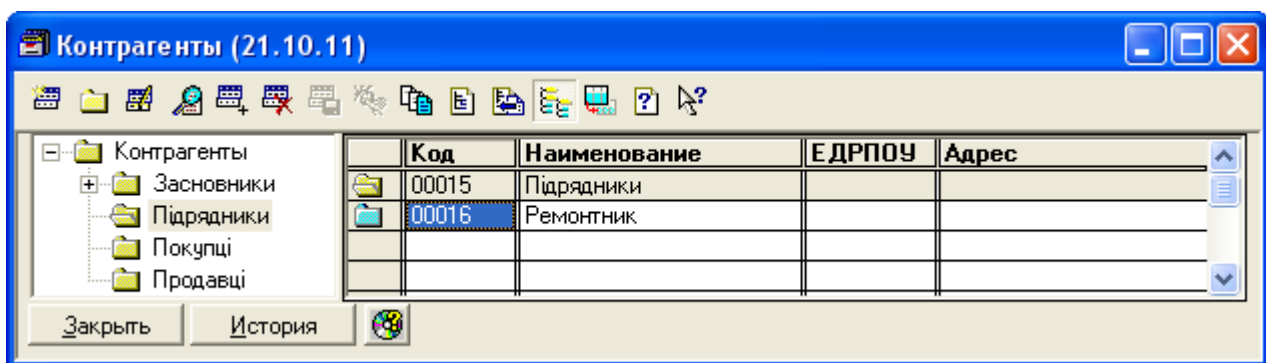 Контрагенты (21.10.11)
Контрагенты
Засновники
Підрядники
Покупці
Продавці
Код Наименование ЕДРПОУ Адрес
00015 Підрядники
00016 Ремонтник
Закрыть История